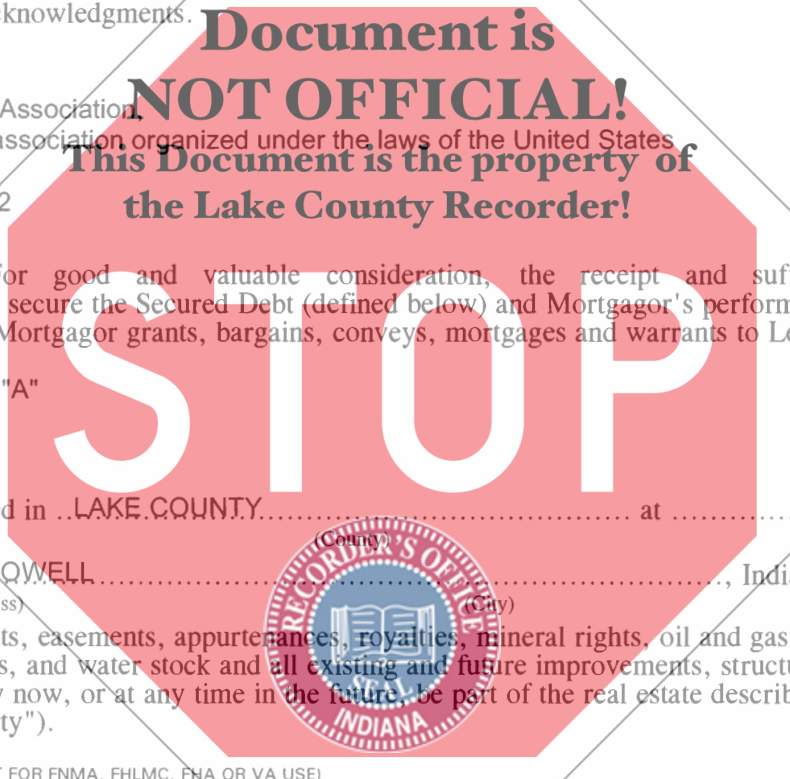 knowledgments.
Document is
NOT OFFICIAL!
Association,
association organized under the laws of the United States
This Document is the property of
2
the Lake County Recorder!
For good and valuable consideration, the receipt and suf
secure the Secured Debt (defined below) and Mortgagor's perform
Mortgagor grants, bargains, conveys, mortgages and warrants to Le
"A"
STOP
d in ..LAKE COUNTY.................................................... at ..............
(County)
OWELL...................................................................................., India
ss) (City)
ts, easements, appurtenances, royalties, mineral rights, oil and gas
s, and water stock and all existing and future improvements, structu
y now, or at any time in the future, be part of the real estate describ
ty").
RECORDER'S OFFICE
SEAL
INDIANA
T FOR FNMA, FHLMC, FHA OR VA USE)